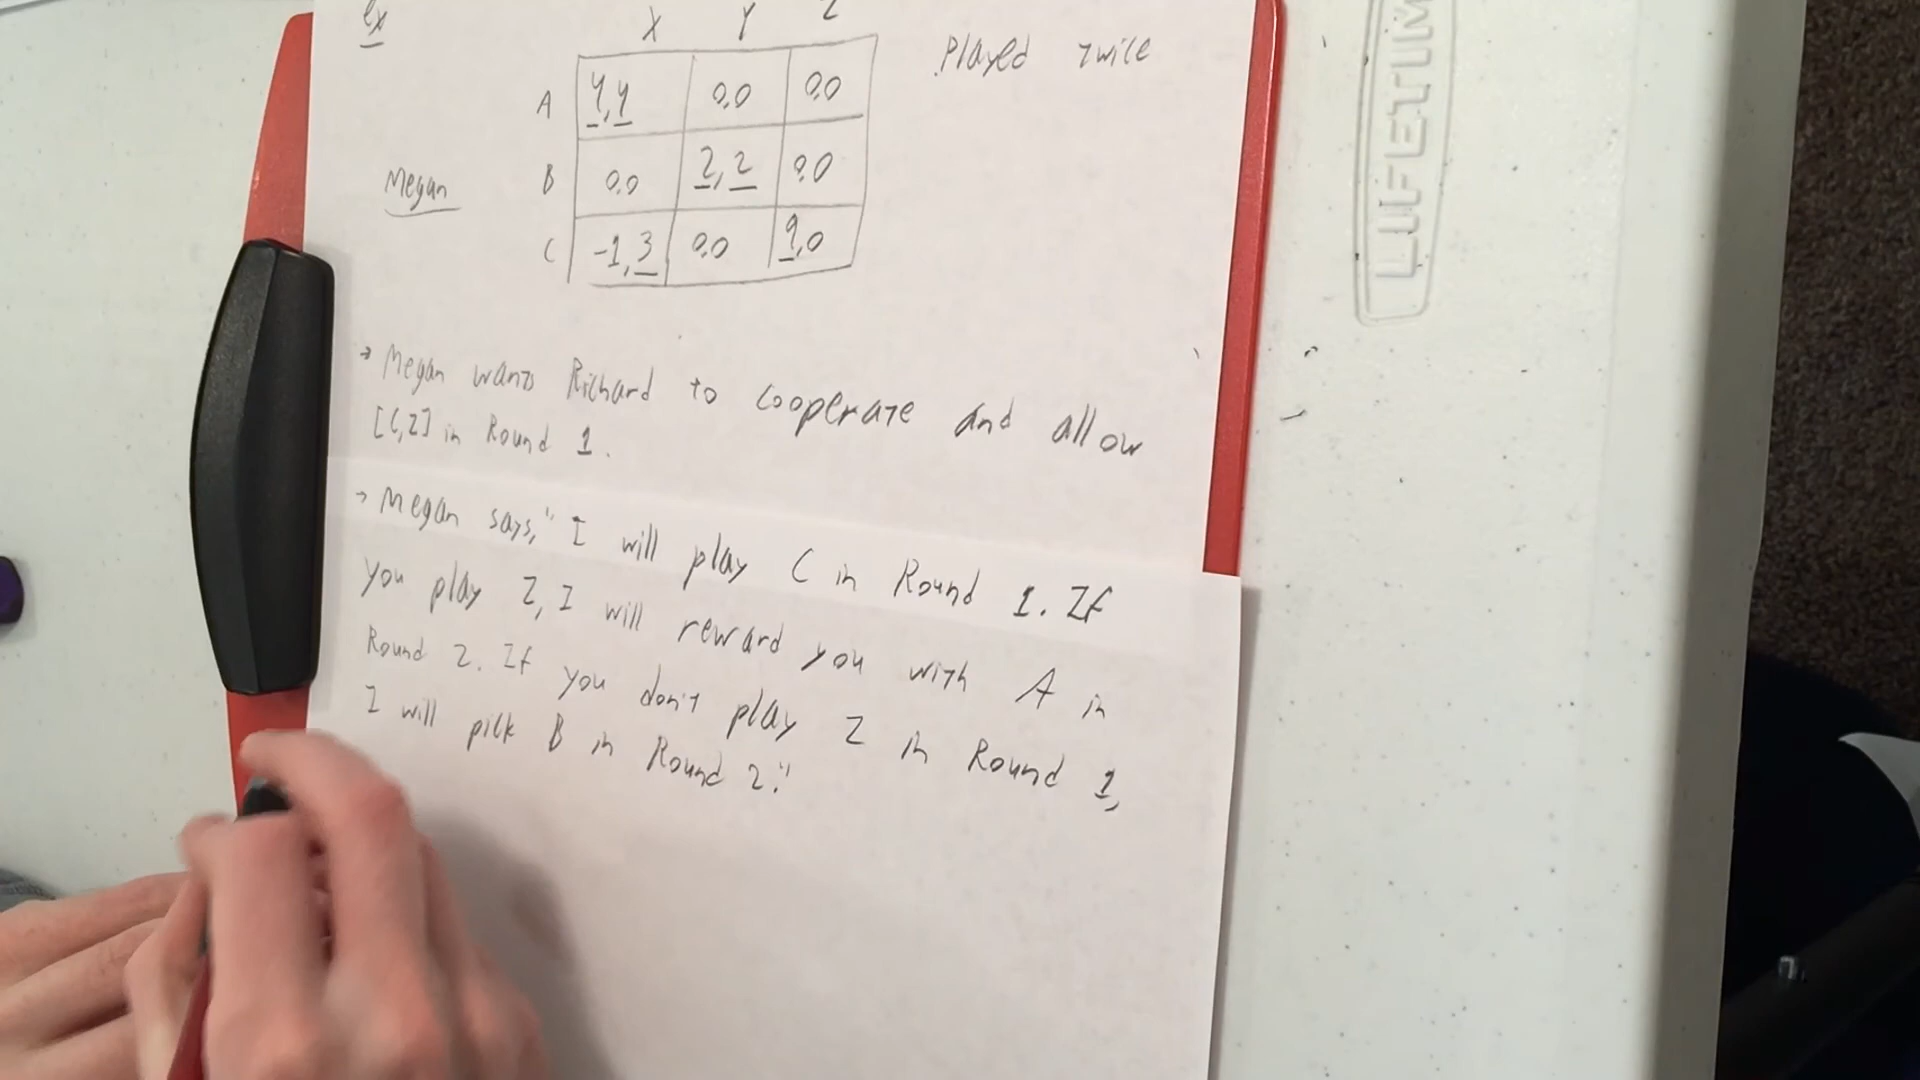 ex
X Y Z
Played twice
A 4,4 0,0 0,0
Megan
B 0,0 2,2 0,0
C -1,3 0,0 9,0
→ Megan wants Richard to cooperate and allow
[C,Z] in Round 1.
→ Megan says, "I will play C in Round 1. If
you play Z, I will reward you with A in
Round 2. If you don't play Z in Round 1,
I will pick B in Round 2."
LIFETIM